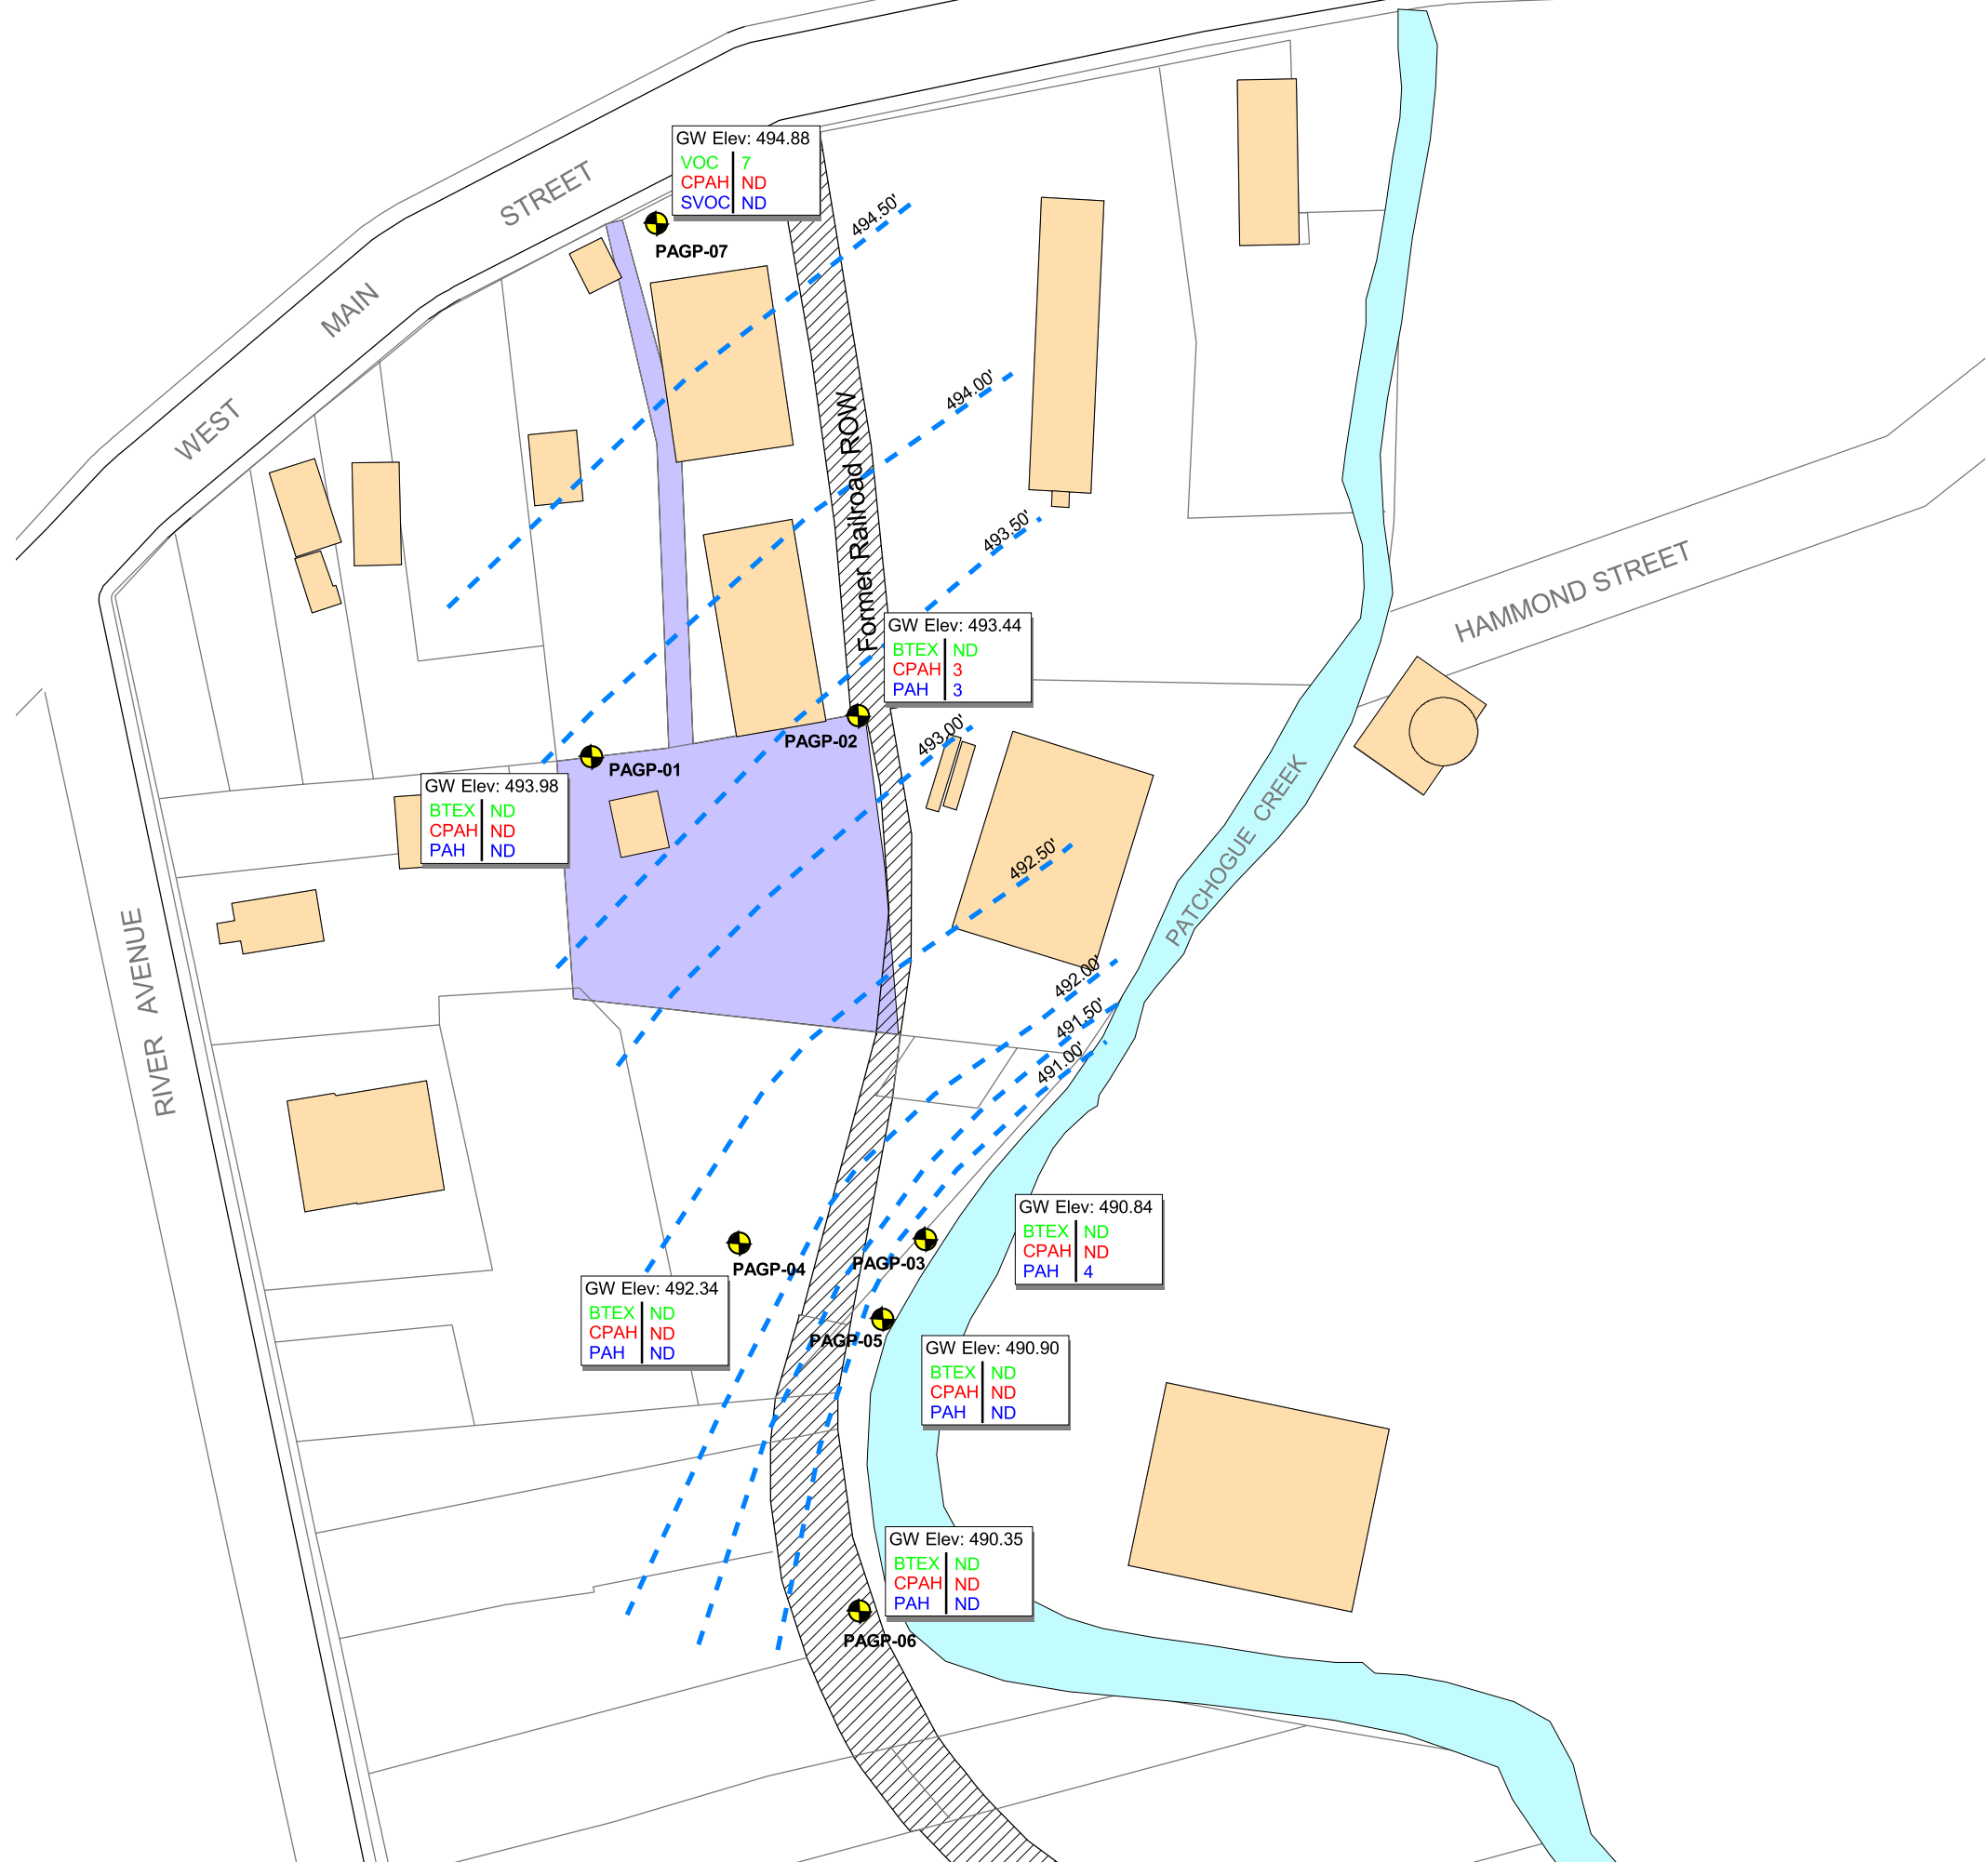 GW Elev: 494.88
VOC 7
CPAH ND
SVOC ND
STREET
494.50'
PAGP-07
MAIN
494.00'
WEST
Former Railroad ROW
493.50'
HAMMOND STREET
GW Elev: 493.44
BTEX ND
CPAH 3
PAH 3
PAGP-02
493.00'
PAGP-01
GW Elev: 493.98
BTEX ND
CPAH ND
PAH ND
PATCHOGUE CREEK
492.50'
RIVER AVENUE
492.00'
491.50'
491.00'
GW Elev: 490.84
BTEX ND
CPAH ND
PAH 4
PAGP-04
PAGP-03
GW Elev: 492.34
BTEX ND
CPAH ND
PAH ND
PAGP-05
GW Elev: 490.90
BTEX ND
CPAH ND
PAH ND
GW Elev: 490.35
BTEX ND
CPAH ND
PAH ND
PAGP-06